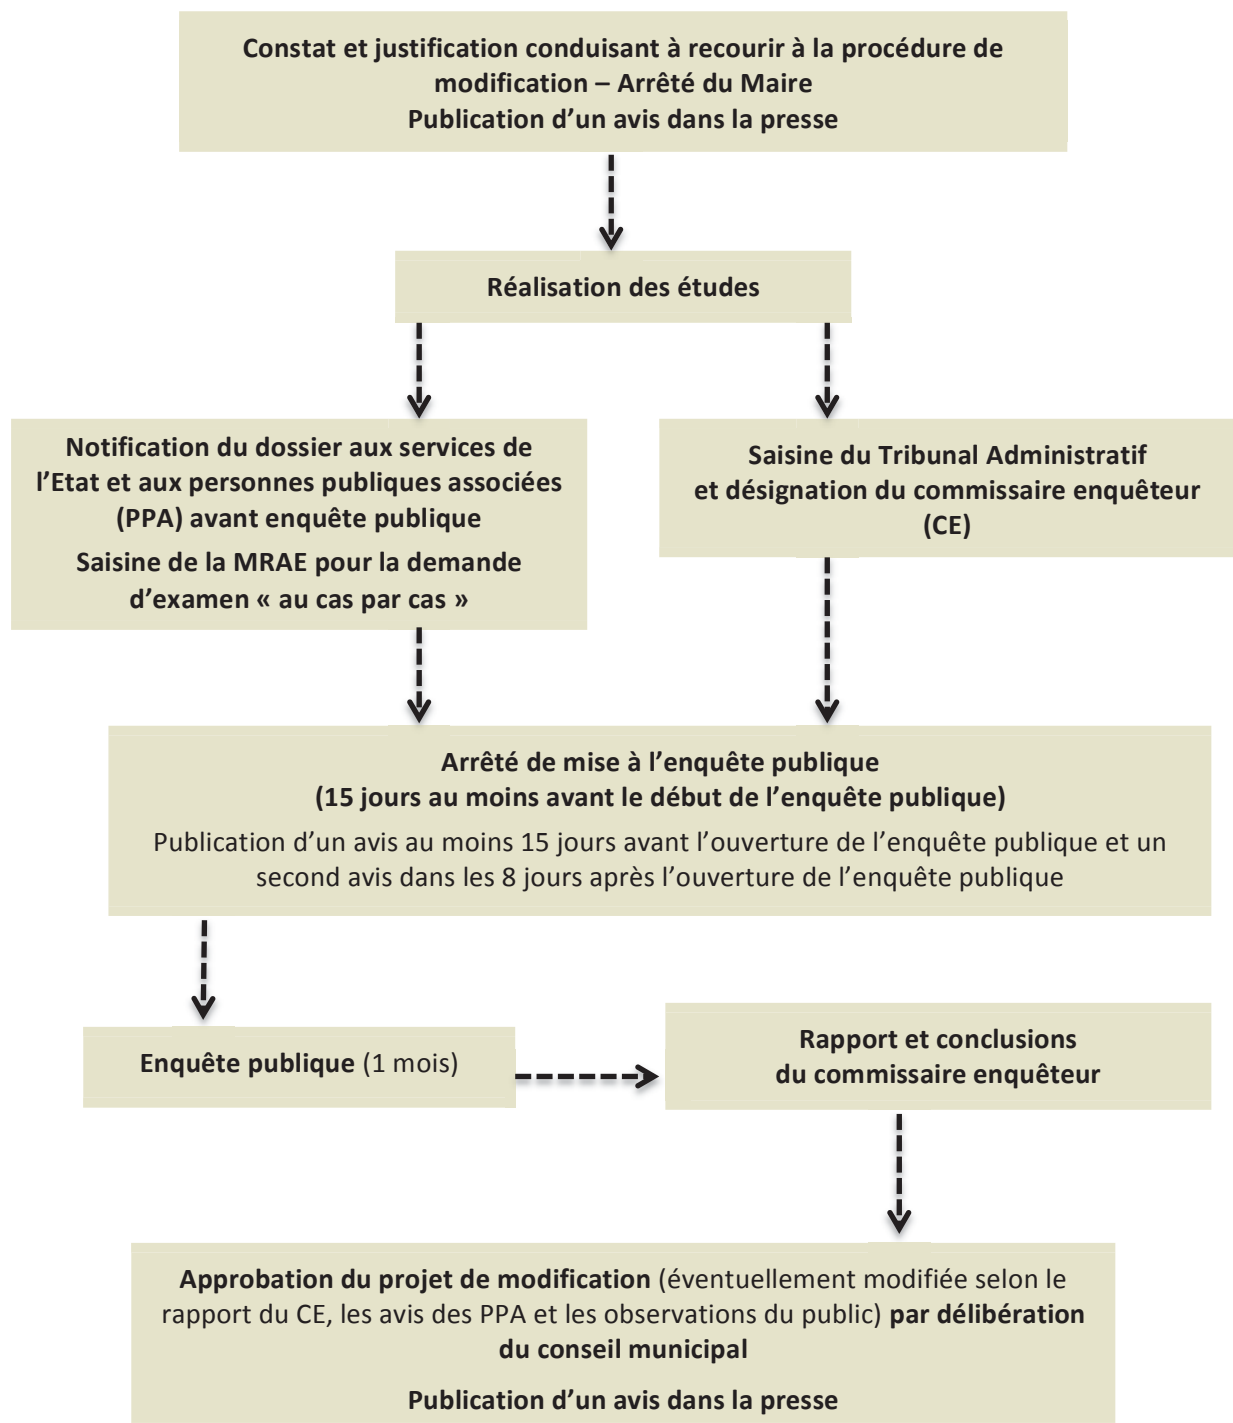 Constat et justification conduisant à recourir à la procédure de
modification – Arrêté du Maire
Publication d’un avis dans la presse
Réalisation des études
Notification du dossier aux services de
l’Etat et aux personnes publiques associées
(PPA) avant enquête publique
Saisine de la MRAE pour la demande
d’examen « au cas par cas »
Saisine du Tribunal Administratif
et désignation du commissaire enquêteur
(CE)
Arrêté de mise à l’enquête publique
(15 jours au moins avant le début de l’enquête publique)
Publication d’un avis au moins 15 jours avant l’ouverture de l’enquête publique et un
second avis dans les 8 jours après l’ouverture de l’enquête publique
Enquête publique (1 mois)
Rapport et conclusions
du commissaire enquêteur
Approbation du projet de modification (éventuellement modifiée selon le
rapport du CE, les avis des PPA et les observations du public) par délibération
du conseil municipal
Publication d’un avis dans la presse